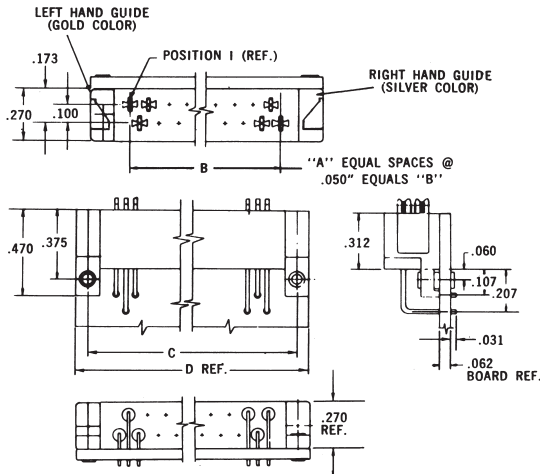 LEFT HAND GUIDE
(GOLD COLOR)
POSITION I (REF.)
.173
RIGHT HAND GUIDE
(SILVER COLOR)
.270
.100
B
"A" EQUAL SPACES @
.050" EQUALS "B"
.470
.375
.312
.060
.107
.207
.031
.062
BOARD REF.
C
D REF.
.270
REF.